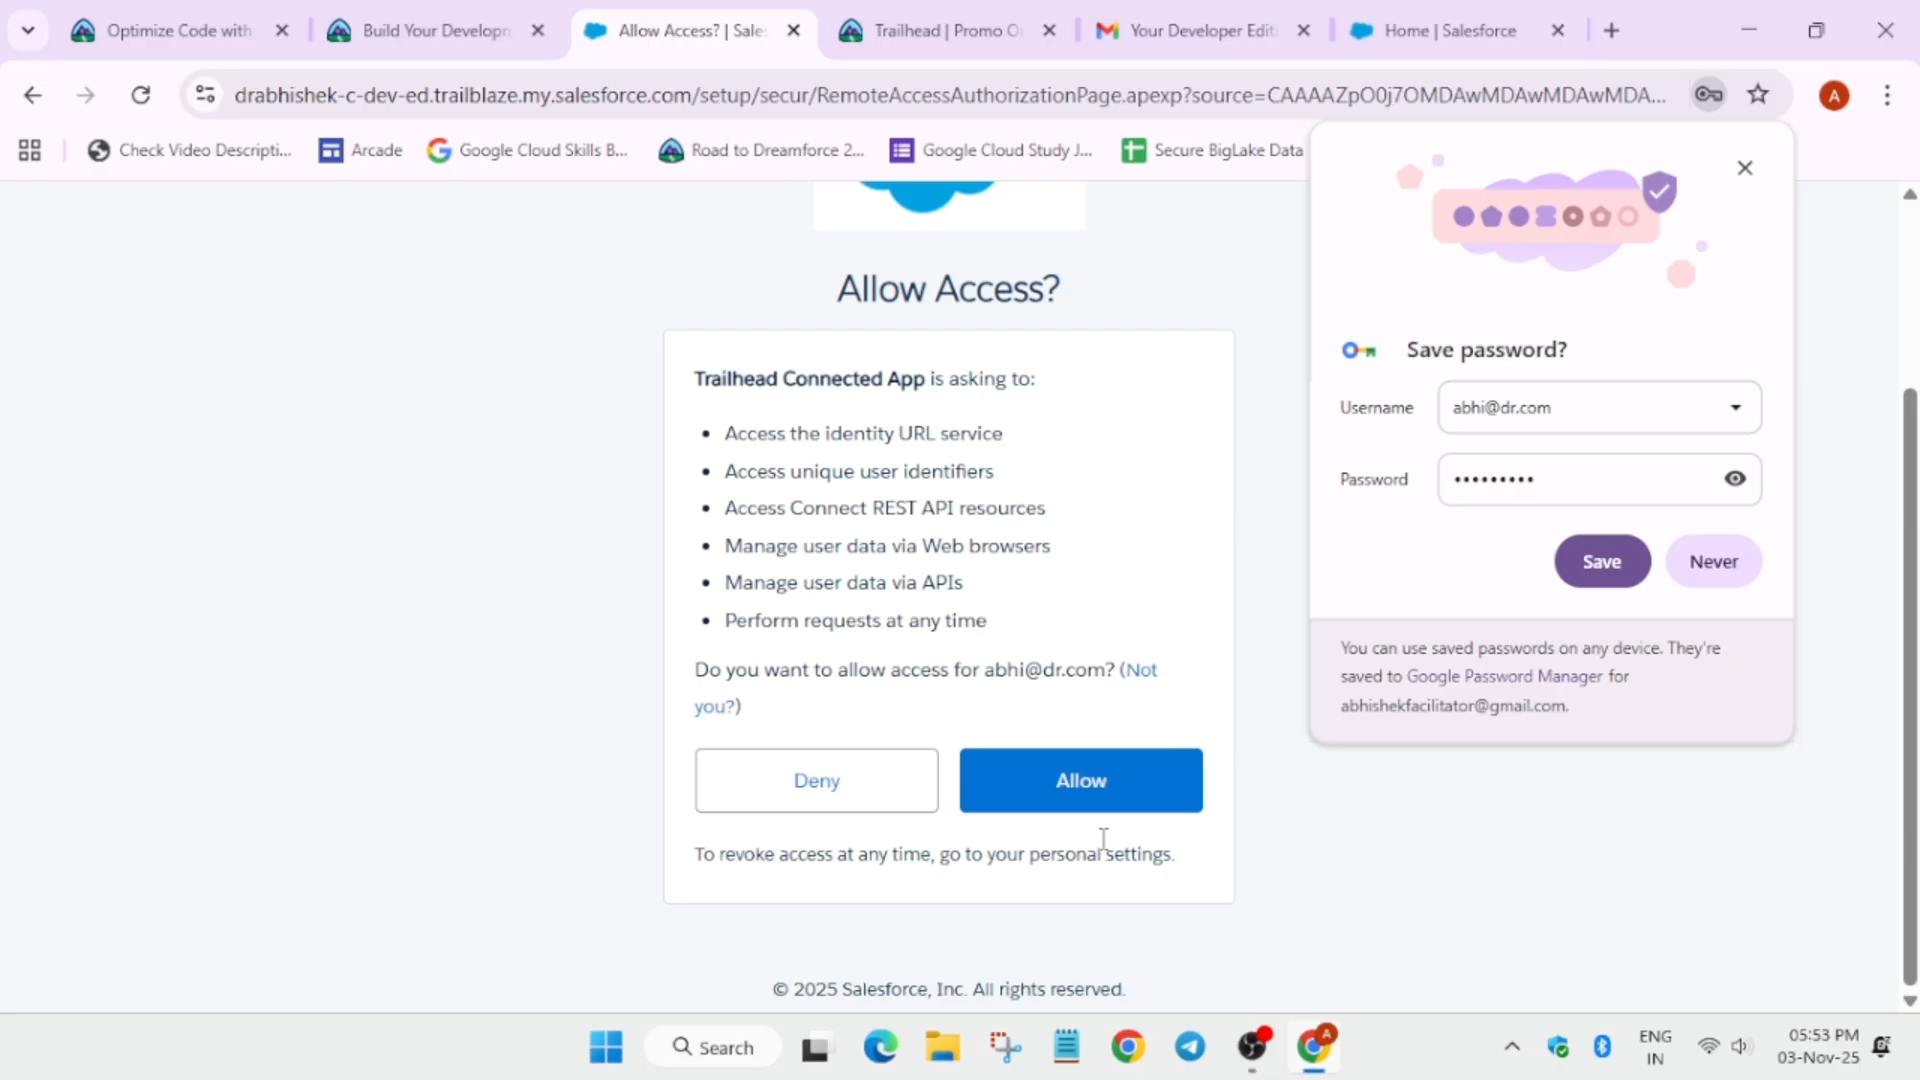 Optimize Code with
Build Your Developm
Allow Access? | Sale
Trailhead | Promo O
Your Developer Editi
Home | Salesforce
drabhishek-c-dev-ed.trailblaze.my.salesforce.com/setup/secur/RemoteAccessAuthorizationPage.apexp?source=CAAAAZpO0j7OMDAwMDAwMDAwMDA...
A
Check Video Descripti...
Arcade
Google Cloud Skills B...
Road to Dreamforce 2...
Google Cloud Study J...
Secure BigLake Data
Allow Access?
Trailhead Connected App is asking to:
• Access the identity URL service
• Access unique user identifiers
• Access Connect REST API resources
• Manage user data via Web browsers
• Manage user data via APIs
• Perform requests at any time
Do you want to allow access for abhi@dr.com? (Not
you?)
Deny
Allow
To revoke access at any time, go to your personal settings.
© 2025 Salesforce, Inc. All rights reserved.
Save password?
Username
abhi@dr.com
Password
•••••••••
Save
Never
You can use saved passwords on any device. They're
saved to Google Password Manager for
abhishekfacilitator@gmail.com.
Search
A
ENG
IN
05:53 PM
03-Nov-25